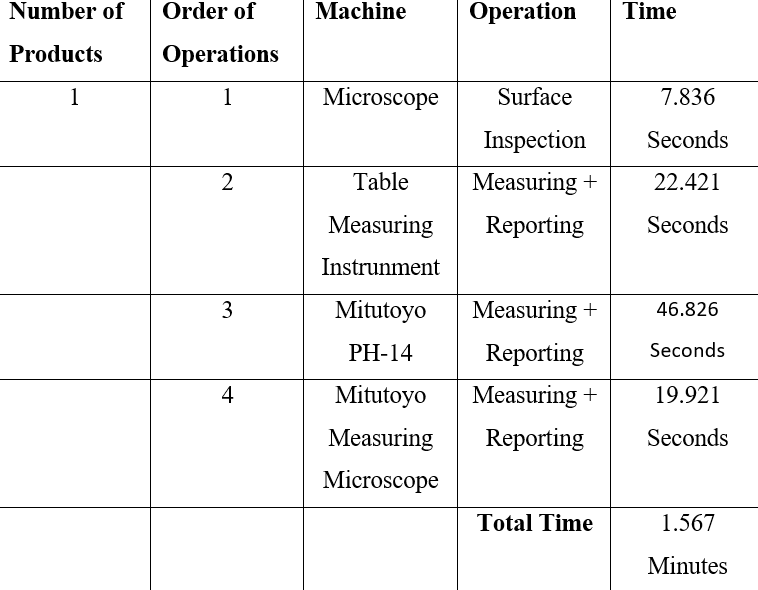 Number of Products
Order of Operations
Machine
Operation
Time
1
1
Microscope
Surface Inspection
7.836 Seconds
2
Table Measuring Instrunment
Measuring + Reporting
22.421 Seconds
3
Mitutoyo PH-14
Measuring + Reporting
46.826 Seconds
4
Mitutoyo Measuring Microscope
Measuring + Reporting
19.921 Seconds
Total Time
1.567 Minutes